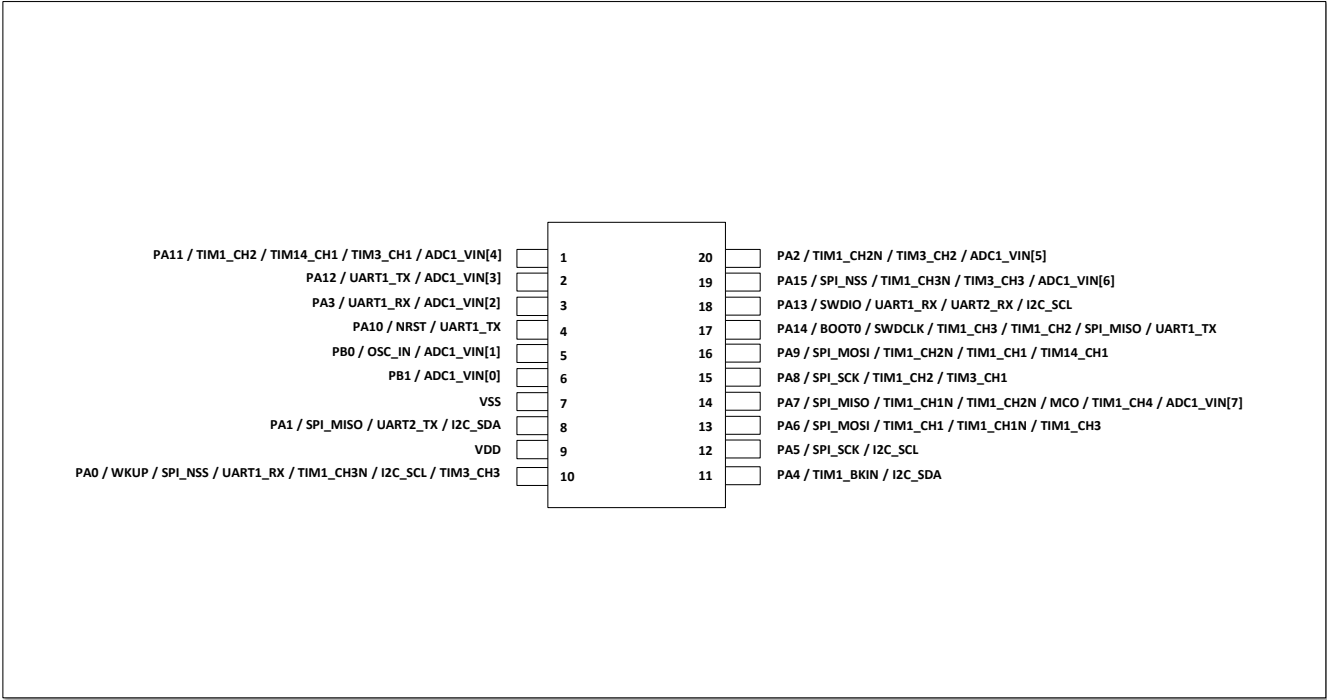 PA11 / TIM1_CH2 / TIM14_CH1 / TIM3_CH1 / ADC1_VIN[4] 1 20 PA2 / TIM1_CH2N / TIM3_CH2 / ADC1_VIN[5]
PA12 / UART1_TX / ADC1_VIN[3] 2 19 PA15 / SPI_NSS / TIM1_CH3N / TIM3_CH3 / ADC1_VIN[6]
PA3 / UART1_RX / ADC1_VIN[2] 3 18 PA13 / SWDIO / UART1_RX / UART2_RX / I2C_SCL
PA10 / NRST / UART1_TX 4 17 PA14 / BOOT0 / SWDCLK / TIM1_CH3 / TIM1_CH2 / SPI_MISO / UART1_TX
PB0 / OSC_IN / ADC1_VIN[1] 5 16 PA9 / SPI_MOSI / TIM1_CH2N / TIM1_CH1 / TIM14_CH1
PB1 / ADC1_VIN[0] 6 15 PA8 / SPI_SCK / TIM1_CH2 / TIM3_CH1
VSS 7 14 PA7 / SPI_MISO / TIM1_CH1N / TIM1_CH2N / MCO / TIM1_CH4 / ADC1_VIN[7]
PA1 / SPI_MISO / UART2_TX / I2C_SDA 8 13 PA6 / SPI_MOSI / TIM1_CH1 / TIM1_CH1N / TIM1_CH3
VDD 9 12 PA5 / SPI_SCK / I2C_SCL
PA0 / WKUP / SPI_NSS / UART1_RX / TIM1_CH3N / I2C_SCL / TIM3_CH3 10 11 PA4 / TIM1_BKIN / I2C_SDA